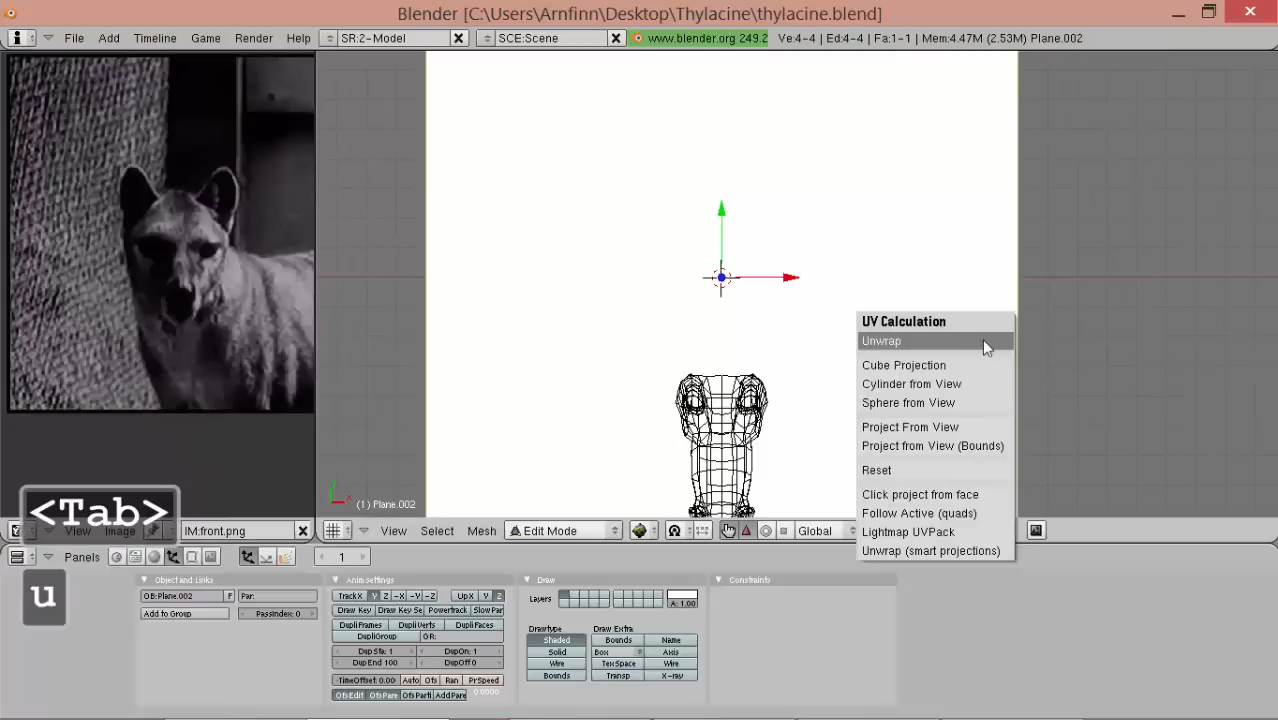 Blender [C:\Users\Arnfinn\Desktop\Thylacine\thylacine.blend]
File Add Timeline Game Render Help SR:2-Model SCE:Scene www.blender.org 249.2 Ve:4-4 | Ed:4-4 | Fa:1-1 | Mem:4.47M (2.53M) Plane.002
UV Calculation
Unwrap
Cube Projection
Cylinder from View
Sphere from View
Project From View
Project from View (Bounds)
Reset
Click project from face
Follow Active (quads)
Lightmap UVPack
Unwrap (smart projections)
(1) Plane.002
<Tab>
View Image IM:front.png View Select Mesh Edit Mode Global
Panels 1
u
Object and Links
OB:Plane.002 F Par:
Add to Group PassIndex: 0
Anim settings
TrackX Y Z -X -Y -Z UpX Y Z
Draw Key Draw Key Se Powertrack SlowPar
DupliFrames DupliVerts DupliFaces
DupliGroup GR:
DupSta: 1 DupOn: 1
DupEnd 100 DupOff 0
TimeOffset: 0.00 Auto Ofs Ran PrSpeed
OfsEdit OfsPare OfsParti AddPare 0.0000
Draw
Layers A: 1.00
Drawtype Draw Extra
Shaded Bounds Name
Solid Box Axis
Wire TexSpace Wire
Bounds Transp X-ray
Constraints